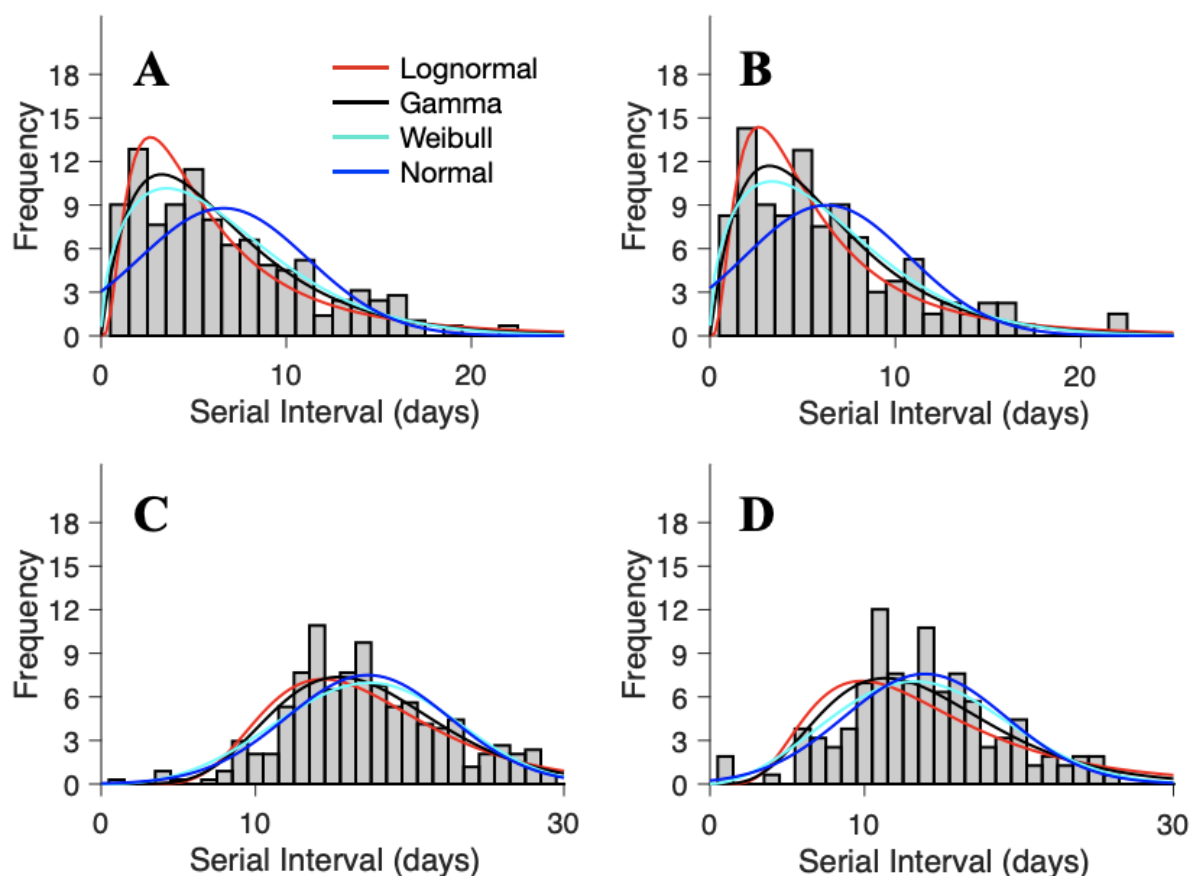 A
Lognormal
Gamma
Weibull
Normal
Frequency
18
15
12
9
6
3
0
0 10 20
Serial Interval (days)
B
Frequency
18
15
12
9
6
3
0
0 10 20
Serial Interval (days)
C
Frequency
18
15
12
9
6
3
0
0 10 30
Serial Interval (days)
D
Frequency
18
15
12
9
6
3
0
0 10 30
Serial Interval (days)